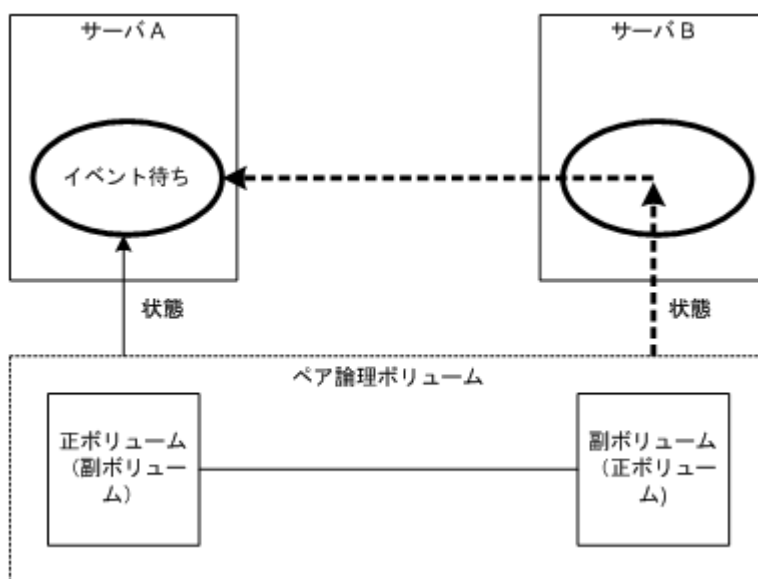 サーバA
サーバB
イベント待ち
状態
状態
ペア論理ボリューム
正ボリューム
（副ボリュー
ム）
副ボリューム
（正ボリュー
ム)